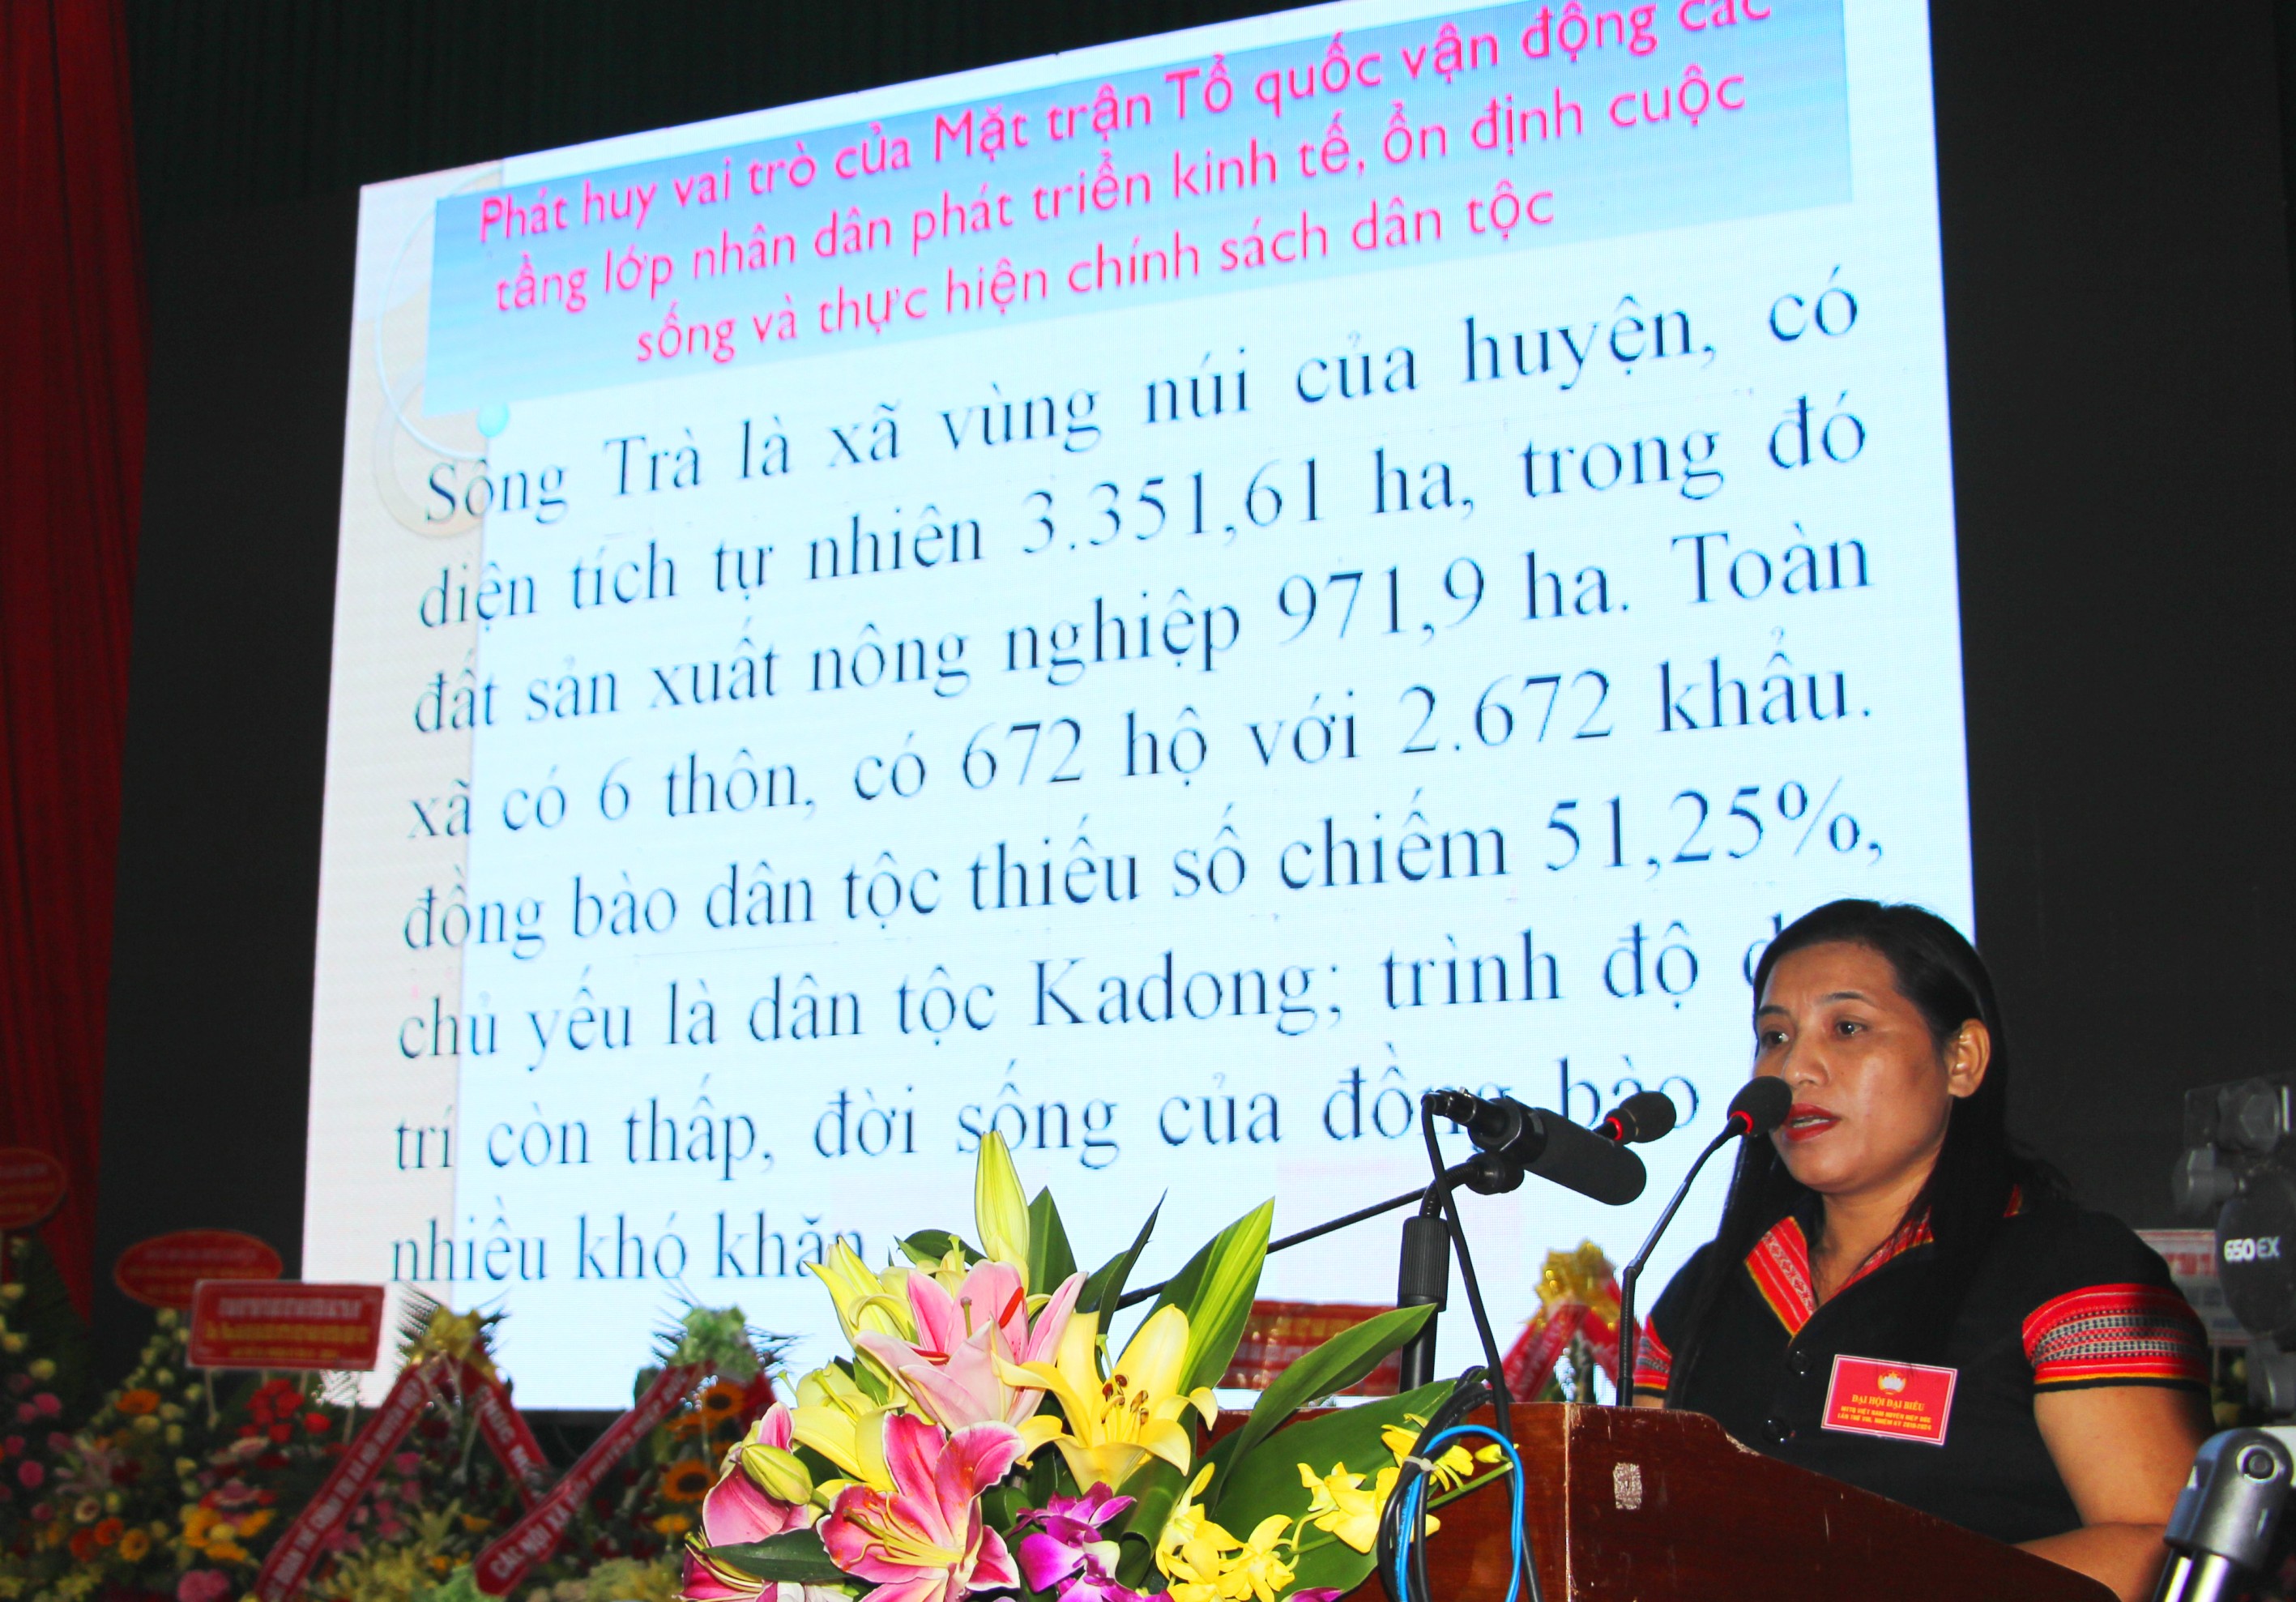 Phát huy vai trò của Mặt trận Tổ quốc vận động các
tầng lớp nhân dân phát triển kinh tế, ổn định cuộc
sống và thực hiện chính sách dân tộc
Sông Trà là xã vùng núi của huyện, có
diện tích tự nhiên 3.351,61 ha, trong đó
đất sản xuất nông nghiệp 971,9 ha. Toàn
xã có 6 thôn, có 672 hộ với 2.672 khẩu.
đồng bào dân tộc thiểu số chiếm 51,25%,
chủ yếu là dân tộc Kadong; trình độ
trí còn thấp, đời sống của đồng bào
nhiều khó khăn
ĐẠI HỘI ĐẠI BIỂU
650EX